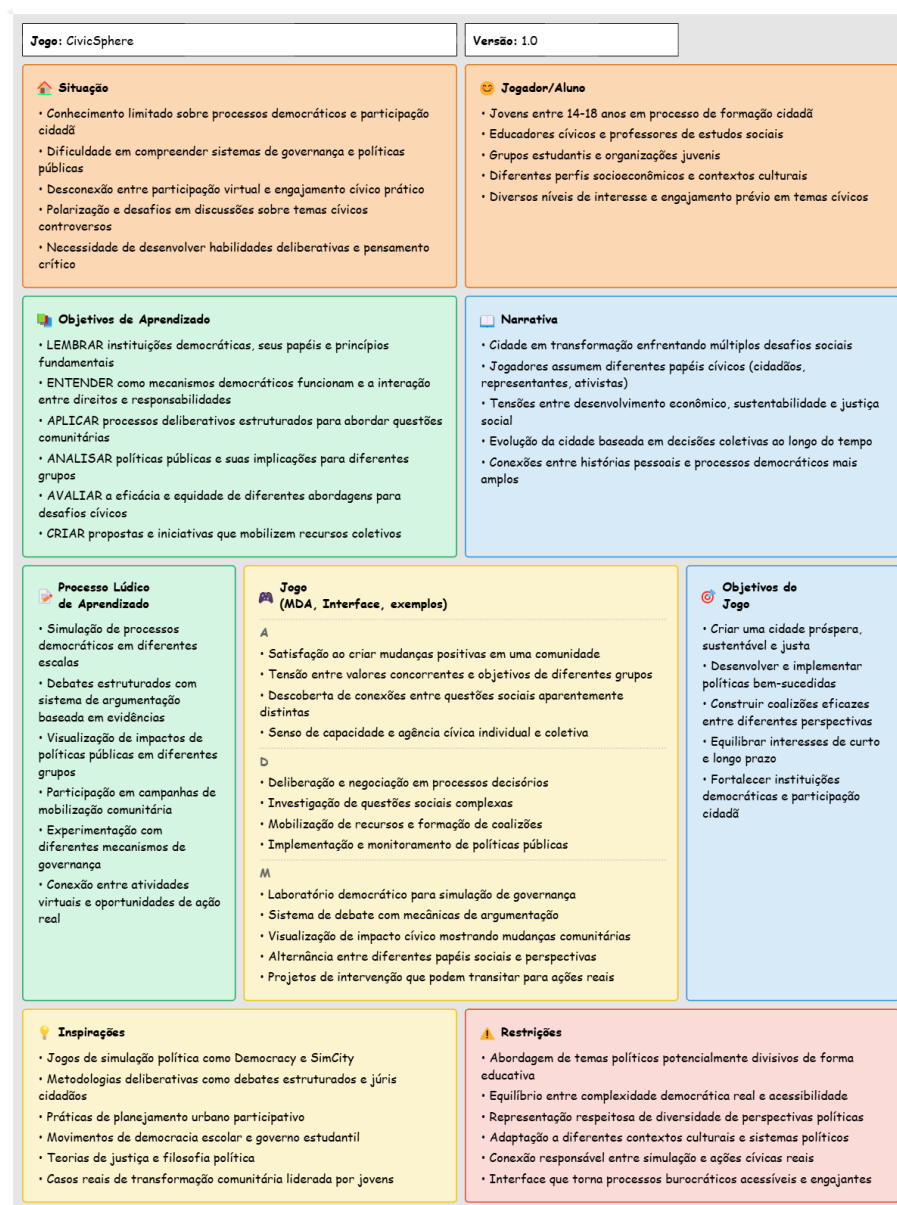 Jogo: CivicSphere
Versão: 1.0
Situação
• Conhecimento limitado sobre processos democráticos e participação
cidadã
• Dificuldade em compreender sistemas de governança e políticas
públicas
• Desconexão entre participação virtual e engajamento cívico prático
• Polarização e desafios em discussões sobre temas cívicos
controversos
• Necessidade de desenvolver habilidades deliberativas e pensamento
crítico
Jogador/Aluno
• Jovens entre 14-18 anos em processo de formação cidadã
• Educadores cívicos e professores de estudos sociais
• Grupos estudantis e organizações juvenis
• Diferentes perfis socioeconômicos e contextos culturais
• Diversos níveis de interesse e engajamento prévio em temas cívicos
Objetivos de Aprendizado
• LEMBRAR instituições democráticas, seus papéis e princípios
fundamentais
• ENTENDER como mecanismos democráticos funcionam e a interação
entre direitos e responsabilidades
• APLICAR processos deliberativos estruturados para abordar questões
comunitárias
• ANALISAR políticas públicas e suas implicações para diferentes
grupos
• AVALIAR a eficácia e equidade de diferentes abordagens para
desafios cívicos
• CRIAR propostas e iniciativas que mobilizem recursos coletivos
Narrativa
• Cidade em transformação enfrentando múltiplos desafios sociais
• Jogadores assumem diferentes papéis cívicos (cidadãos,
representantes, ativistas)
• Tensões entre desenvolvimento econômico, sustentabilidade e justiça
social
• Evolução da cidade baseada em decisões coletivas ao longo do tempo
• Conexões entre histórias pessoais e processos democráticos mais
amplos
Processo Lúdico
de Aprendizado
• Simulação de processos
democráticos em diferentes
escalas
• Debates estruturados com
sistema de argumentação
baseada em evidências
• Visualização de impactos de
políticas públicas em diferentes
grupos
• Participação em campanhas de
mobilização comunitária
• Experimentação com
diferentes mecanismos de
governança
• Conexão entre atividades
virtuais e oportunidades de ação
real
Jogo
(MDA, Interface, exemplos)
A
• Satisfação ao criar mudanças positivas em uma comunidade
• Tensão entre valores concorrentes e objetivos de diferentes grupos
• Descoberta de conexões entre questões sociais aparentemente
distintas
• Senso de capacidade e agência cívica individual e coletiva
D
• Deliberação e negociação em processos decisórios
• Investigação de questões sociais complexas
• Mobilização de recursos e formação de coalizões
• Implementação e monitoramento de políticas públicas
M
• Laboratório democrático para simulação de governança
• Sistema de debate com mecânicas de argumentação
• Visualização de impacto cívico mostrando mudanças comunitárias
• Alternância entre diferentes papéis sociais e perspectivas
• Projetos de intervenção que podem transitar para ações reais
Objetivos do
Jogo
• Criar uma cidade próspera,
sustentável e justa
• Desenvolver e implementar
políticas bem-sucedidas
• Construir coalizões eficazes
entre diferentes perspectivas
• Equilibrar interesses de curto
e longo prazo
• Fortalecer instituições
democráticas e participação
cidadã
Inspirações
• Jogos de simulação política como Democracy e SimCity
• Metodologias deliberativas como debates estruturados e júris
cidadãos
• Práticas de planejamento urbano participativo
• Movimentos de democracia escolar e governo estudantil
• Teorias de justiça e filosofia política
• Casos reais de transformação comunitária liderada por jovens
Restrições
• Abordagem de temas políticos potencialmente divisivos de forma
educativa
• Equilíbrio entre complexidade democrática real e acessibilidade
• Representação respeitosa de diversidade de perspectivas políticas
• Adaptação a diferentes contextos culturais e sistemas políticos
• Conexão responsável entre simulação e ações cívicas reais
• Interface que torna processos burocráticos acessíveis e engajantes